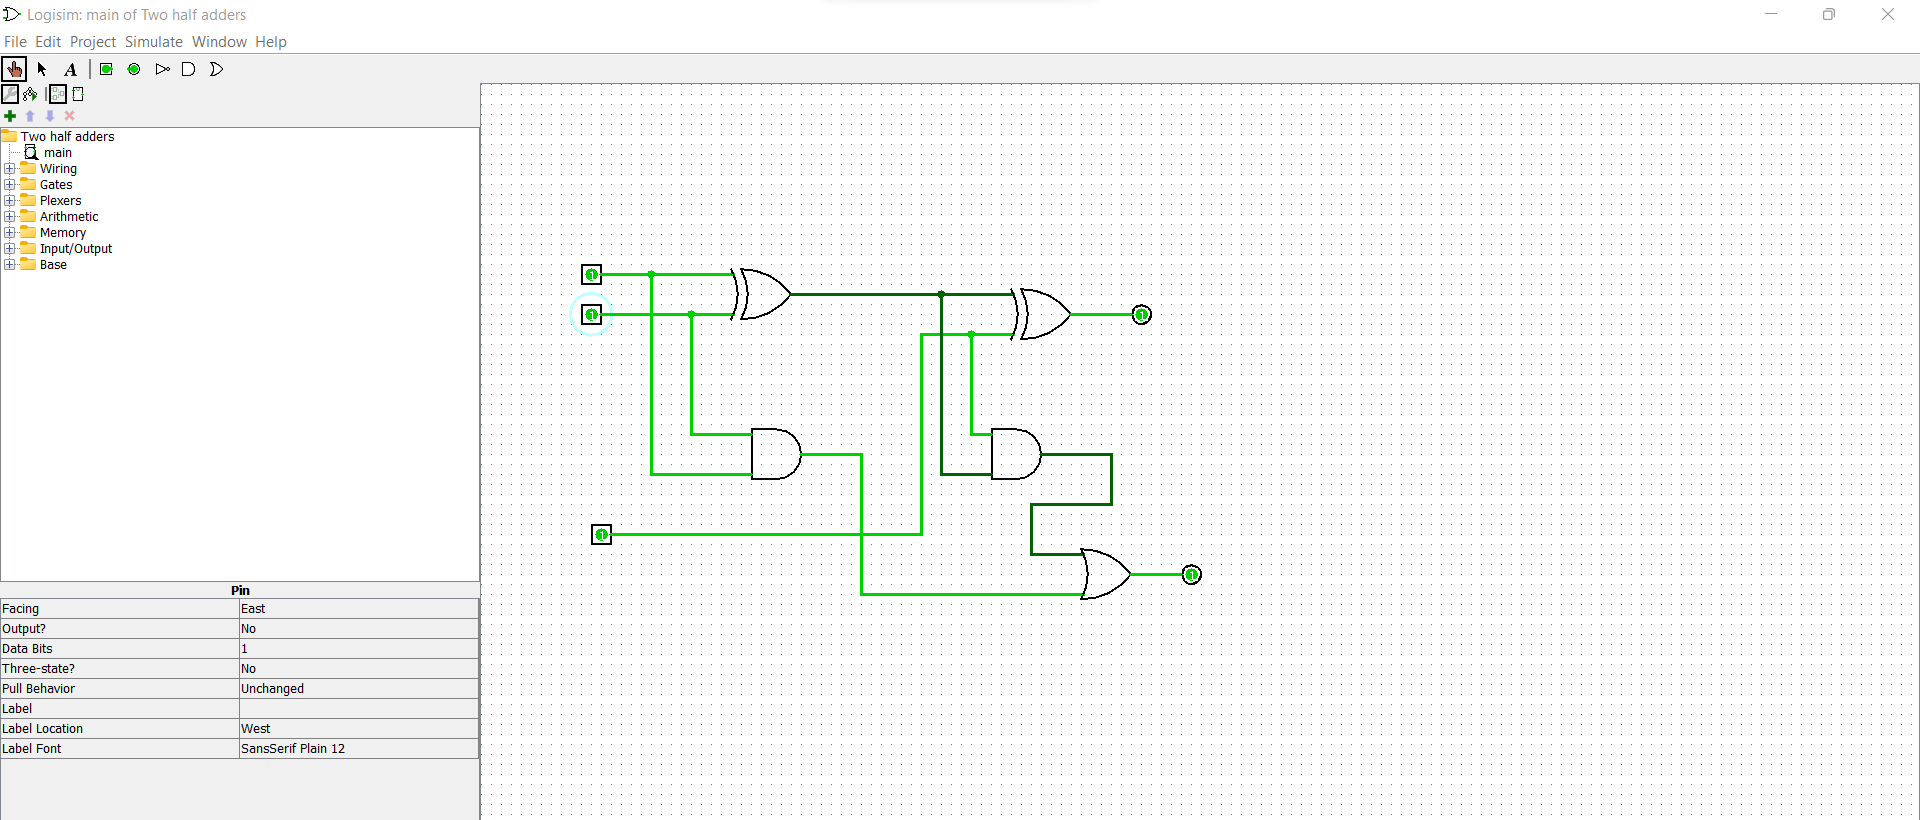 Logisim: main of Two half adders
File Edit Project Simulate Window Help
A
Two half adders
main
Wiring
Gates
Plexers
Arithmetic
Memory
Input/Output
Base
Pin
Facing East
Output? No
Data Bits 1
Three-state? No
Pull Behavior Unchanged
Label
Label Location West
Label Font SansSerif Plain 12
1
1
1
1
1